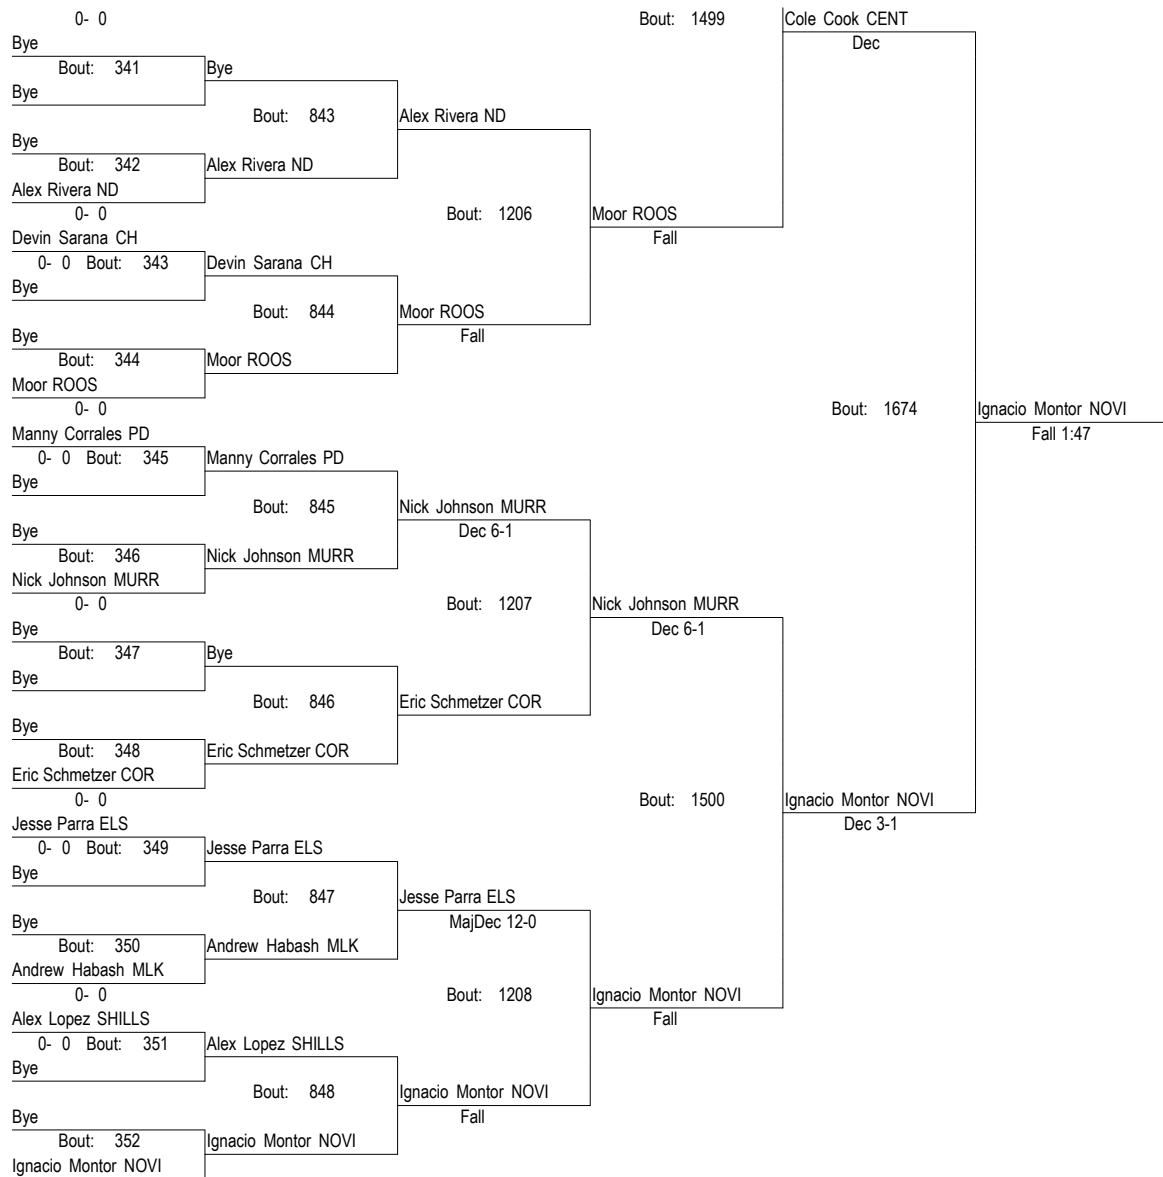 0- 0
Bout: 1499
Cole Cook CENT
Bye
Dec
Bout: 341
Bye
Bye
Bout: 843
Alex Rivera ND
Bye
Bout: 342
Alex Rivera ND
Alex Rivera ND
0- 0
Bout: 1206
Moor ROOS
Devin Sarana CH
Fall
0- 0 Bout: 343
Devin Sarana CH
Bye
Bout: 844
Moor ROOS
Bye
Fall
Bout: 344
Moor ROOS
Moor ROOS
0- 0
Bout: 1674
Ignacio Montor NOVI
Manny Corrales PD
Fall 1:47
0- 0 Bout: 345
Manny Corrales PD
Bye
Bout: 845
Nick Johnson MURR
Bye
Dec 6-1
Bout: 346
Nick Johnson MURR
Nick Johnson MURR
0- 0
Bout: 1207
Nick Johnson MURR
Bye
Dec 6-1
Bout: 347
Bye
Bye
Bout: 846
Eric Schmetzer COR
Bye
Bout: 348
Eric Schmetzer COR
Eric Schmetzer COR
0- 0
Bout: 1500
Ignacio Montor NOVI
Jesse Parra ELS
Dec 3-1
0- 0 Bout: 349
Jesse Parra ELS
Bye
Bout: 847
Jesse Parra ELS
Bye
MajDec 12-0
Bout: 350
Andrew Habash MLK
Andrew Habash MLK
0- 0
Bout: 1208
Ignacio Montor NOVI
Alex Lopez SHILLS
Fall
0- 0 Bout: 351
Alex Lopez SHILLS
Bye
Bout: 848
Ignacio Montor NOVI
Bye
Fall
Bout: 352
Ignacio Montor NOVI
Ignacio Montor NOVI